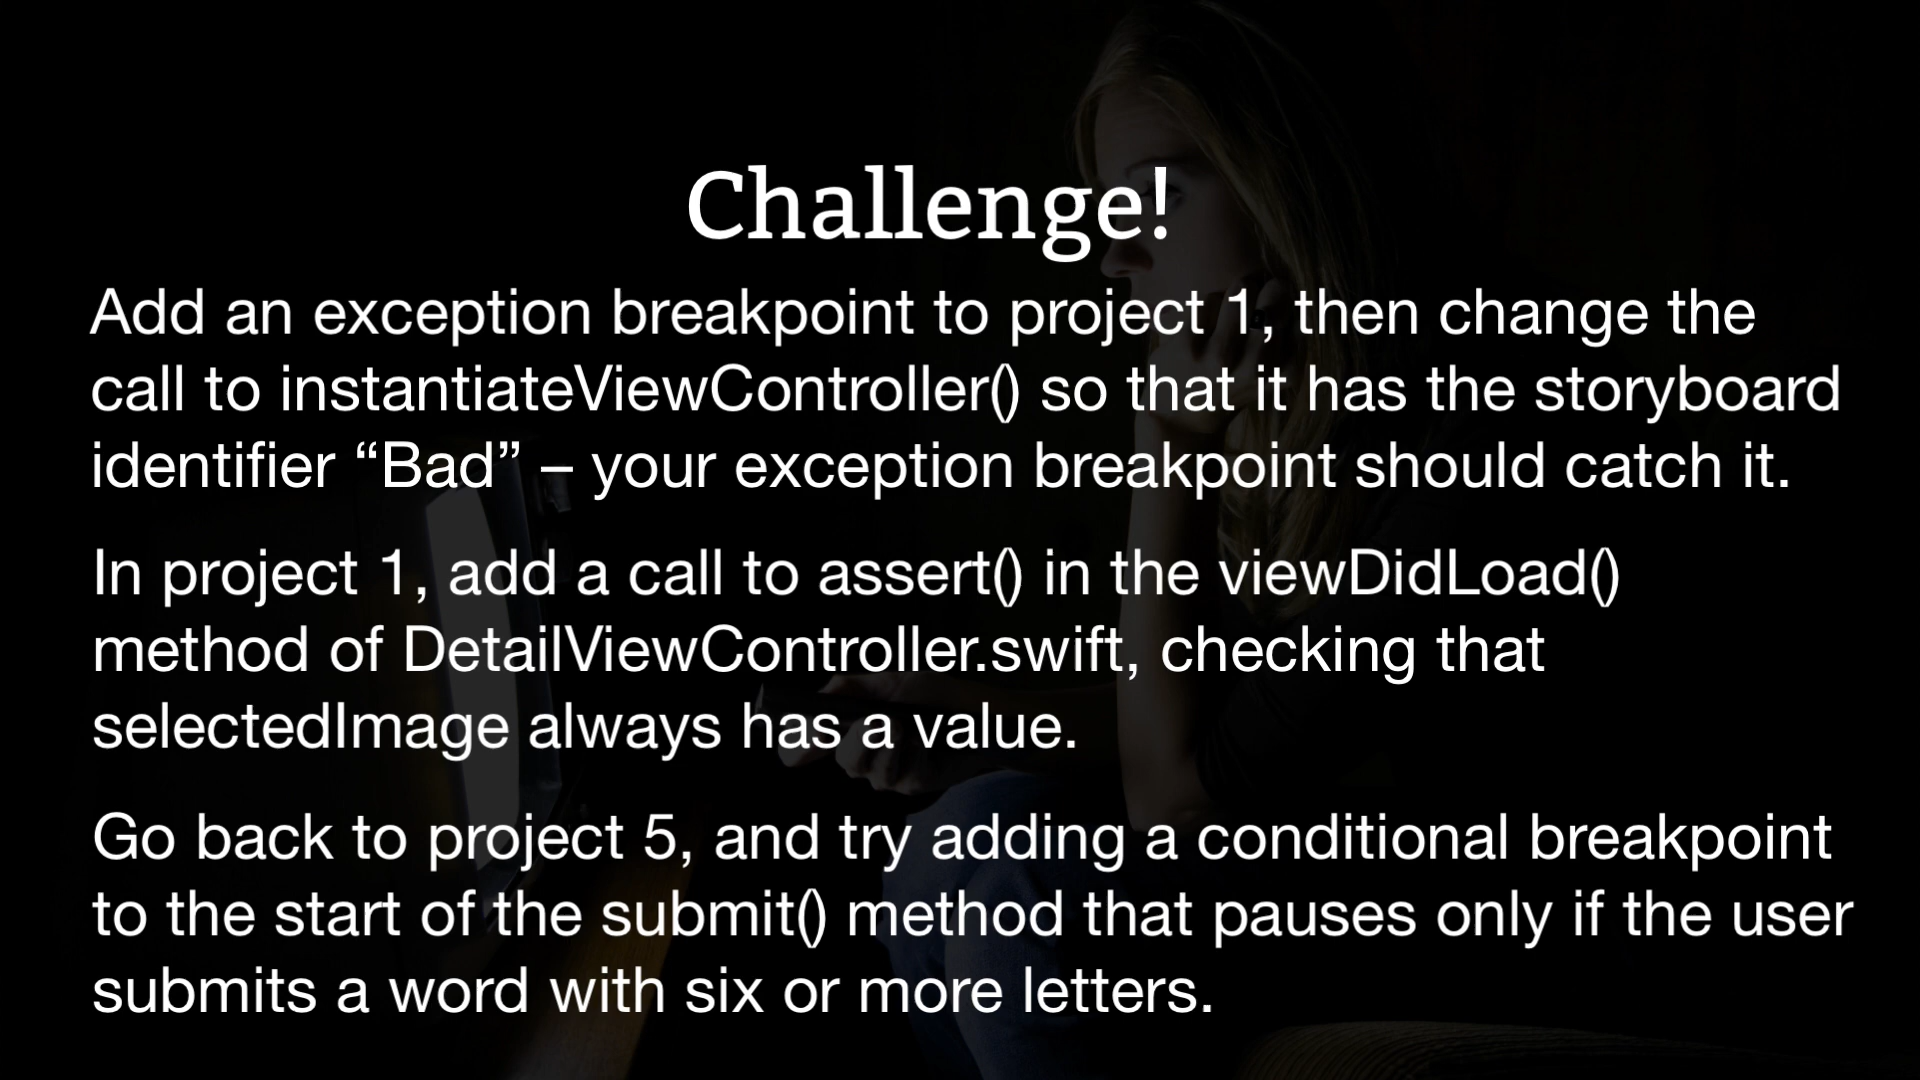 Challenge!
Add an exception breakpoint to project 1, then change the
call to instantiateViewController() so that it has the storyboard
identifier “Bad” – your exception breakpoint should catch it.
In project 1, add a call to assert() in the viewDidLoad()
method of DetailViewController.swift, checking that
selectedImage always has a value.
Go back to project 5, and try adding a conditional breakpoint
to the start of the submit() method that pauses only if the user
submits a word with six or more letters.